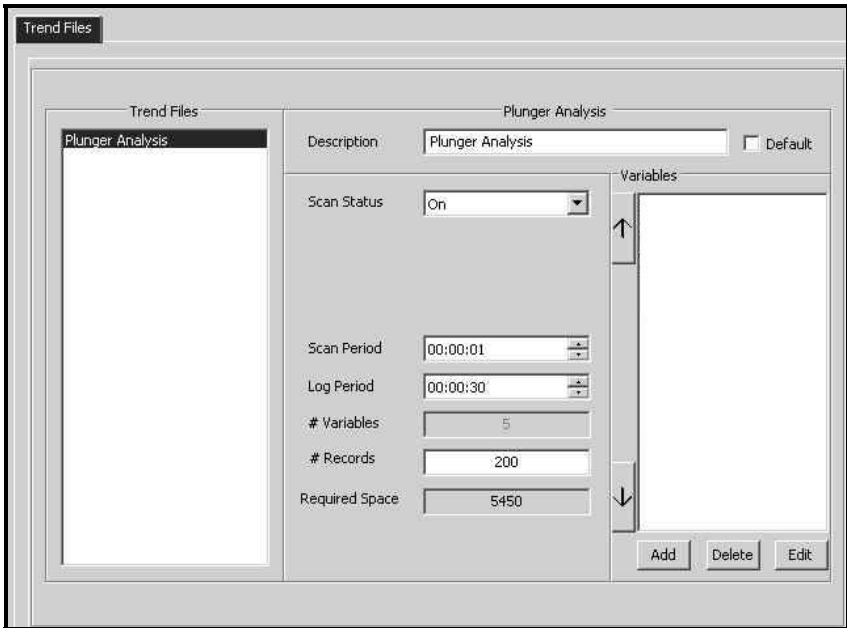 Trend Files
Trend Files
Plunger Analysis
Plunger Analysis
Description
Plunger Analysis
Default
Scan Status
On
Variables
Scan Period
00:00:01
Log Period
00:00:30
# Variables
5
# Records
200
Required Space
5450
Add
Delete
Edit